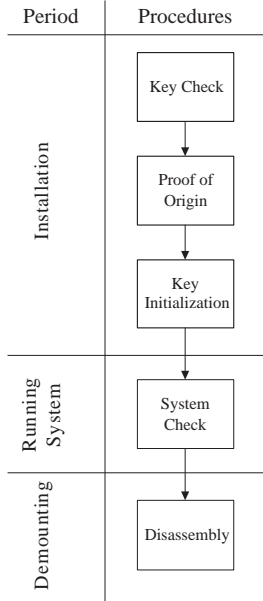 Period
Procedures
Installation
Key Check
Proof of
Origin
Key
Initialization
Running
System
System
Check
Demounting
Disassembly